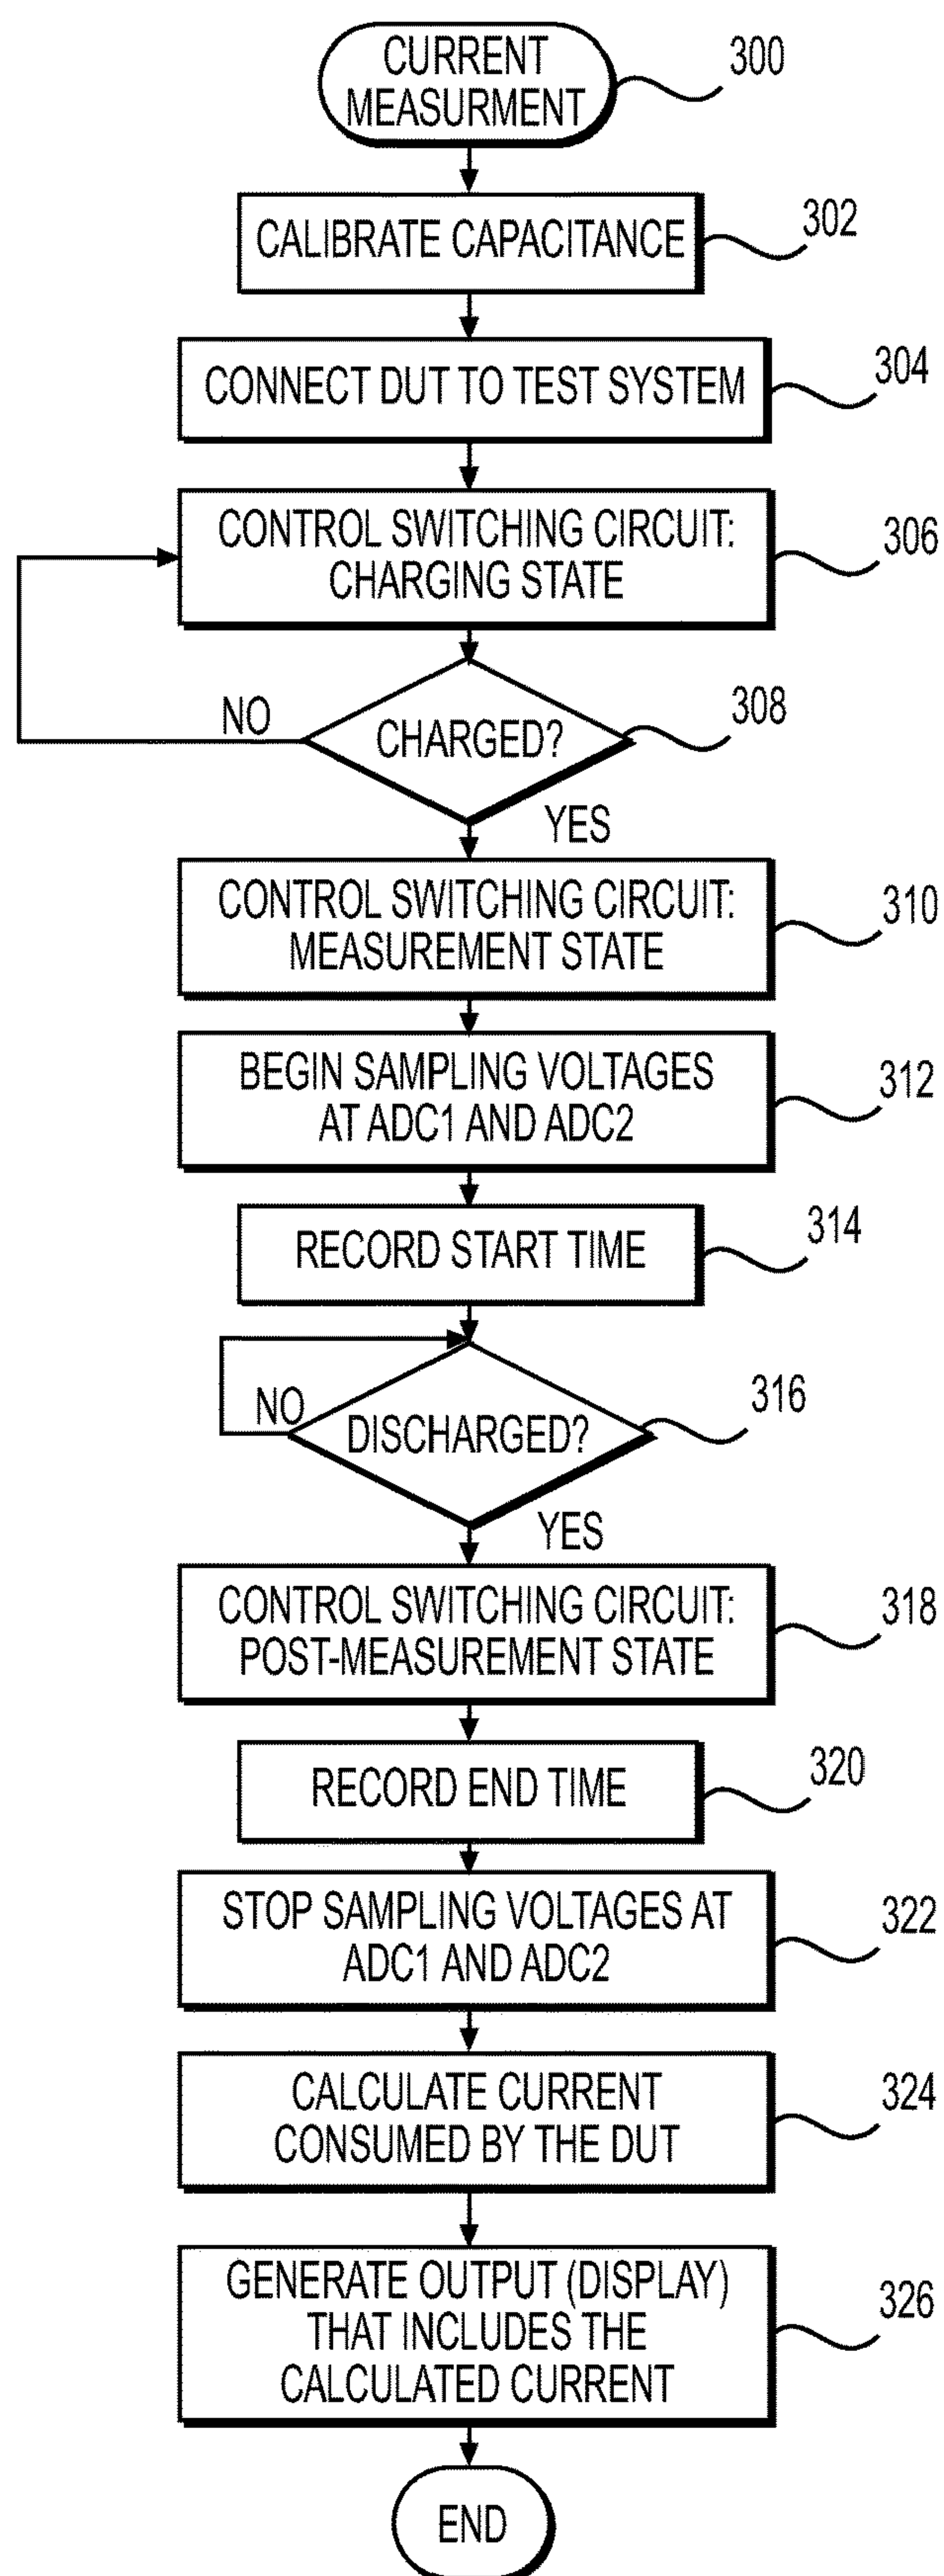 CURRENT
MEASURMENT
300
CALIBRATE CAPACITANCE
302
CONNECT DUT TO TEST SYSTEM
304
CONTROL SWITCHING CIRCUIT:
CHARGING STATE
306
NO
CHARGED?
308
YES
CONTROL SWITCHING CIRCUIT:
MEASUREMENT STATE
310
BEGIN SAMPLING VOLTAGES
AT ADC1 AND ADC2
312
RECORD START TIME
314
NO
DISCHARGED?
316
YES
CONTROL SWITCHING CIRCUIT:
POST-MEASUREMENT STATE
318
RECORD END TIME
320
STOP SAMPLING VOLTAGES AT
ADC1 AND ADC2
322
CALCULATE CURRENT
CONSUMED BY THE DUT
324
GENERATE OUTPUT (DISPLAY)
THAT INCLUDES THE
CALCULATED CURRENT
326
END